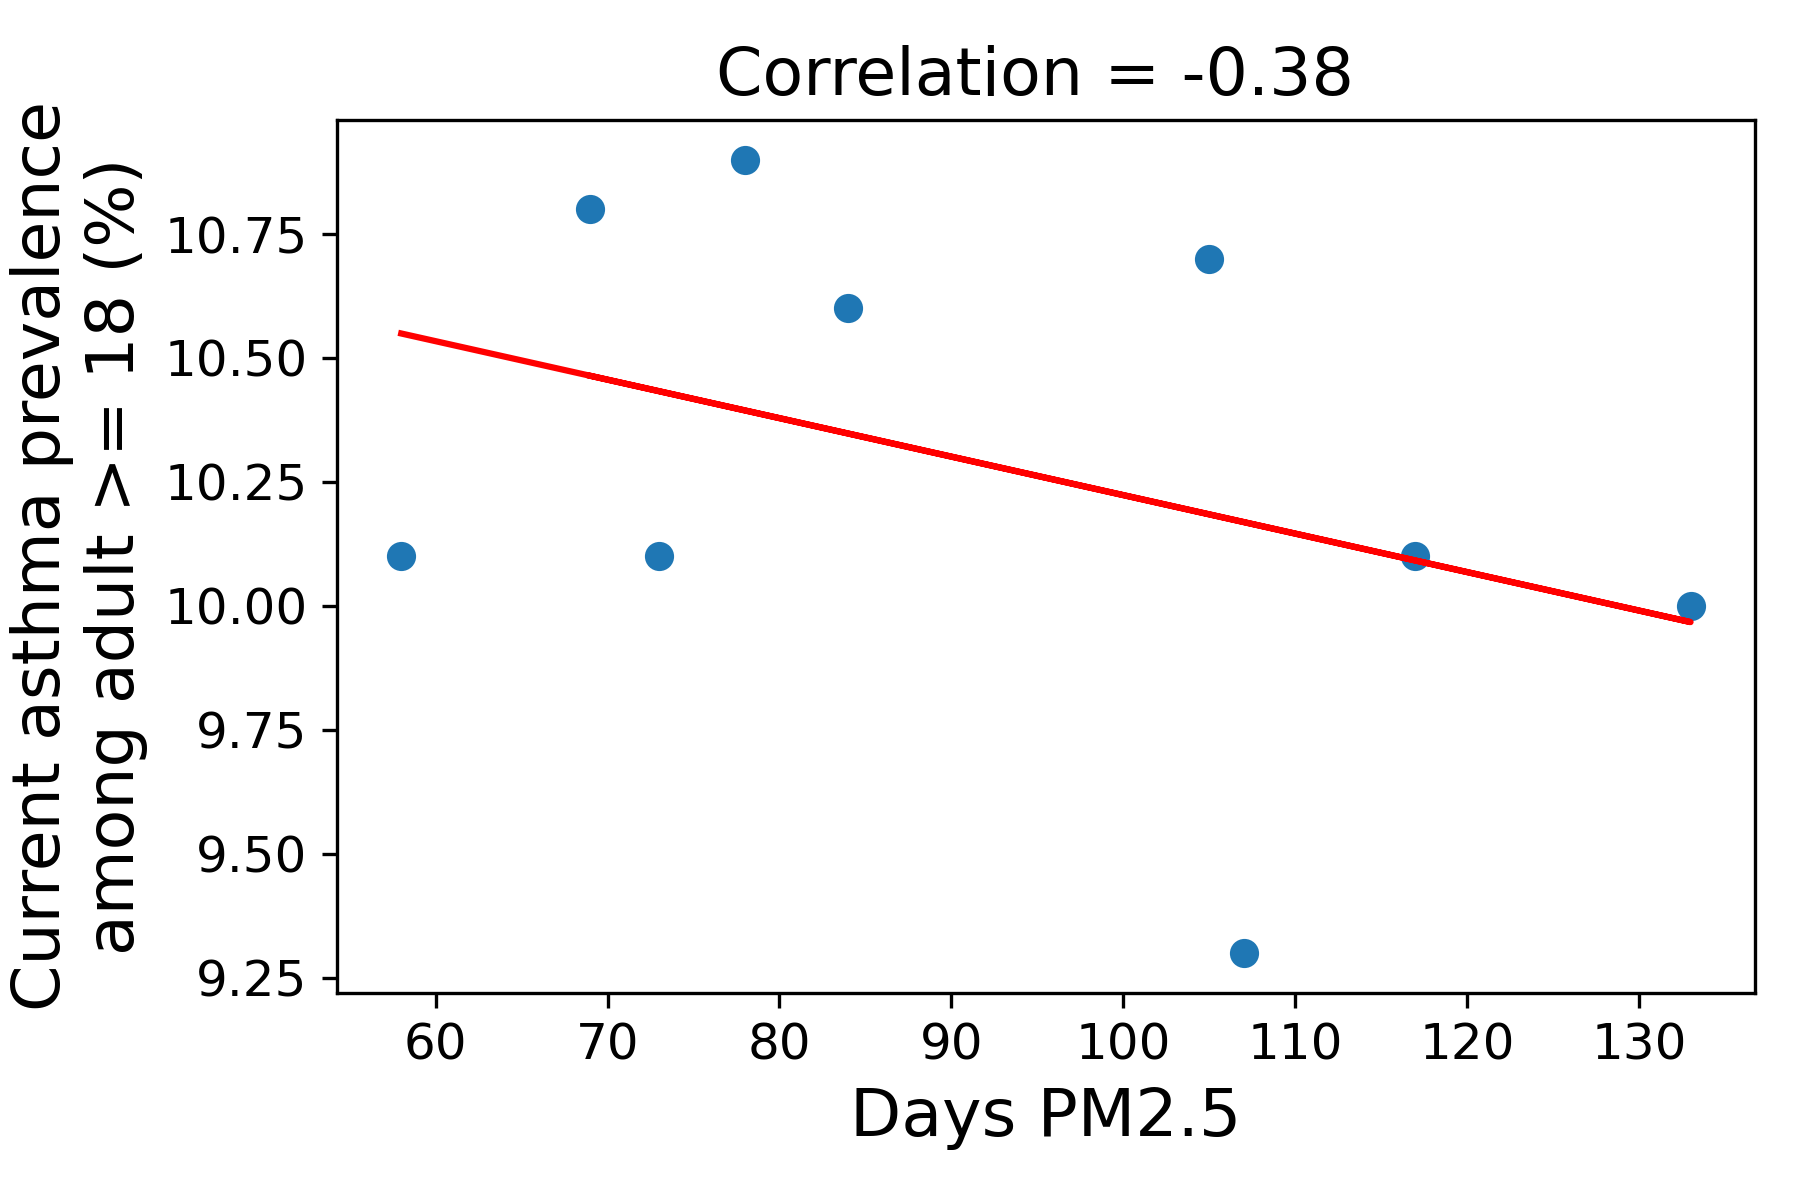 Correlation = -0.38
Current asthma prevalence
among adult >= 18 (%)
10.75
10.50
10.25
10.00
9.75
9.50
9.25
60 70 80 90 100 110 120 130
Days PM2.5